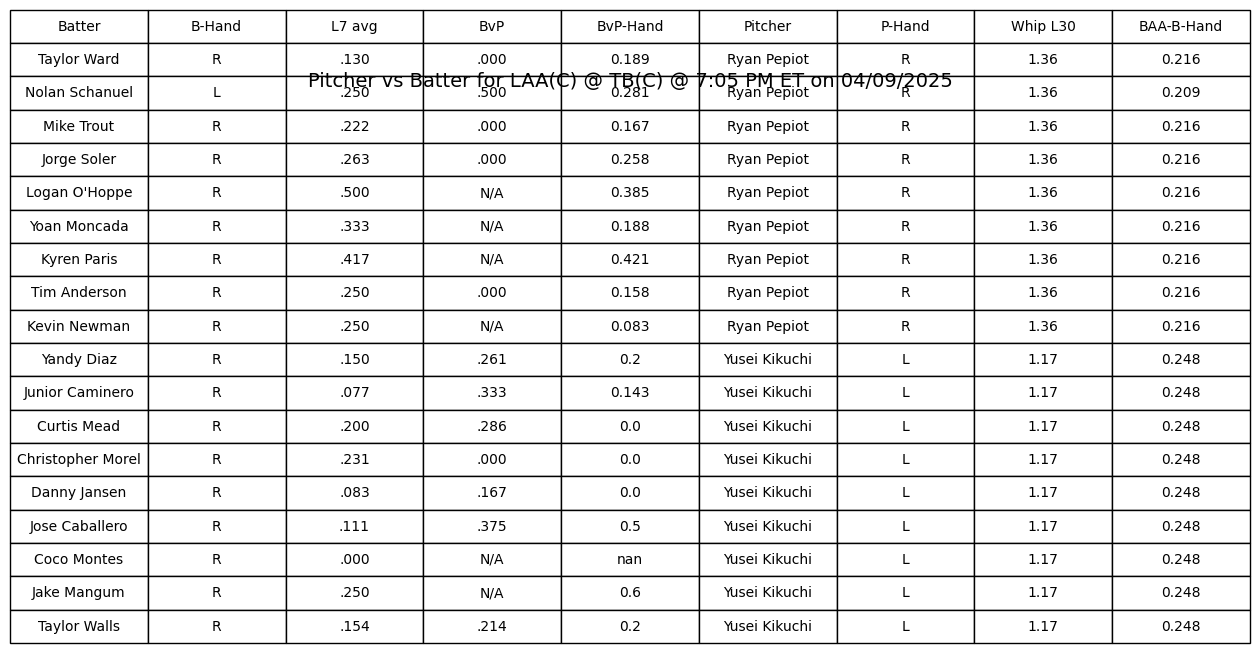 Batter B-Hand L7 avg BvP BvP-Hand Pitcher P-Hand Whip L30 BAA-B-Hand
Taylor Ward R .130 .000 0.189 Ryan Pepiot R 1.36 0.216
Pitcher vs Batter for LAA(C) @ TB(C) @ 7:05 PM ET on 04/09/2025
Nolan Schanuel L .250 .500 0.281 Ryan Pepiot R 1.36 0.209
Mike Trout R .222 .000 0.167 Ryan Pepiot R 1.36 0.216
Jorge Soler R .263 .000 0.258 Ryan Pepiot R 1.36 0.216
Logan O'Hoppe R .500 N/A 0.385 Ryan Pepiot R 1.36 0.216
Yoan Moncada R .333 N/A 0.188 Ryan Pepiot R 1.36 0.216
Kyren Paris R .417 N/A 0.421 Ryan Pepiot R 1.36 0.216
Tim Anderson R .250 .000 0.158 Ryan Pepiot R 1.36 0.216
Kevin Newman R .250 N/A 0.083 Ryan Pepiot R 1.36 0.216
Yandy Diaz R .150 .261 0.2 Yusei Kikuchi L 1.17 0.248
Junior Caminero R .077 .333 0.143 Yusei Kikuchi L 1.17 0.248
Curtis Mead R .200 .286 0.0 Yusei Kikuchi L 1.17 0.248
Christopher Morel R .231 .000 0.0 Yusei Kikuchi L 1.17 0.248
Danny Jansen R .083 .167 0.0 Yusei Kikuchi L 1.17 0.248
Jose Caballero R .111 .375 0.5 Yusei Kikuchi L 1.17 0.248
Coco Montes R .000 N/A nan Yusei Kikuchi L 1.17 0.248
Jake Mangum R .250 N/A 0.6 Yusei Kikuchi L 1.17 0.248
Taylor Walls R .154 .214 0.2 Yusei Kikuchi L 1.17 0.248